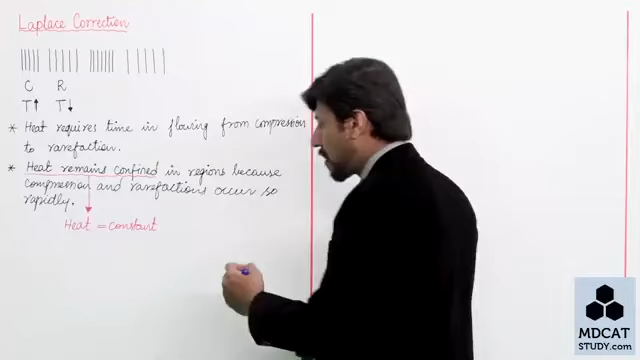 Laplace Correction
C R
T↑ T↓
* Heat requires time in flowing from compression
to rarefaction.
* Heat remains confined in regions because
compression and rarefactions occur so
rapidly.
Heat = constant
MDCAT
STUDY.com